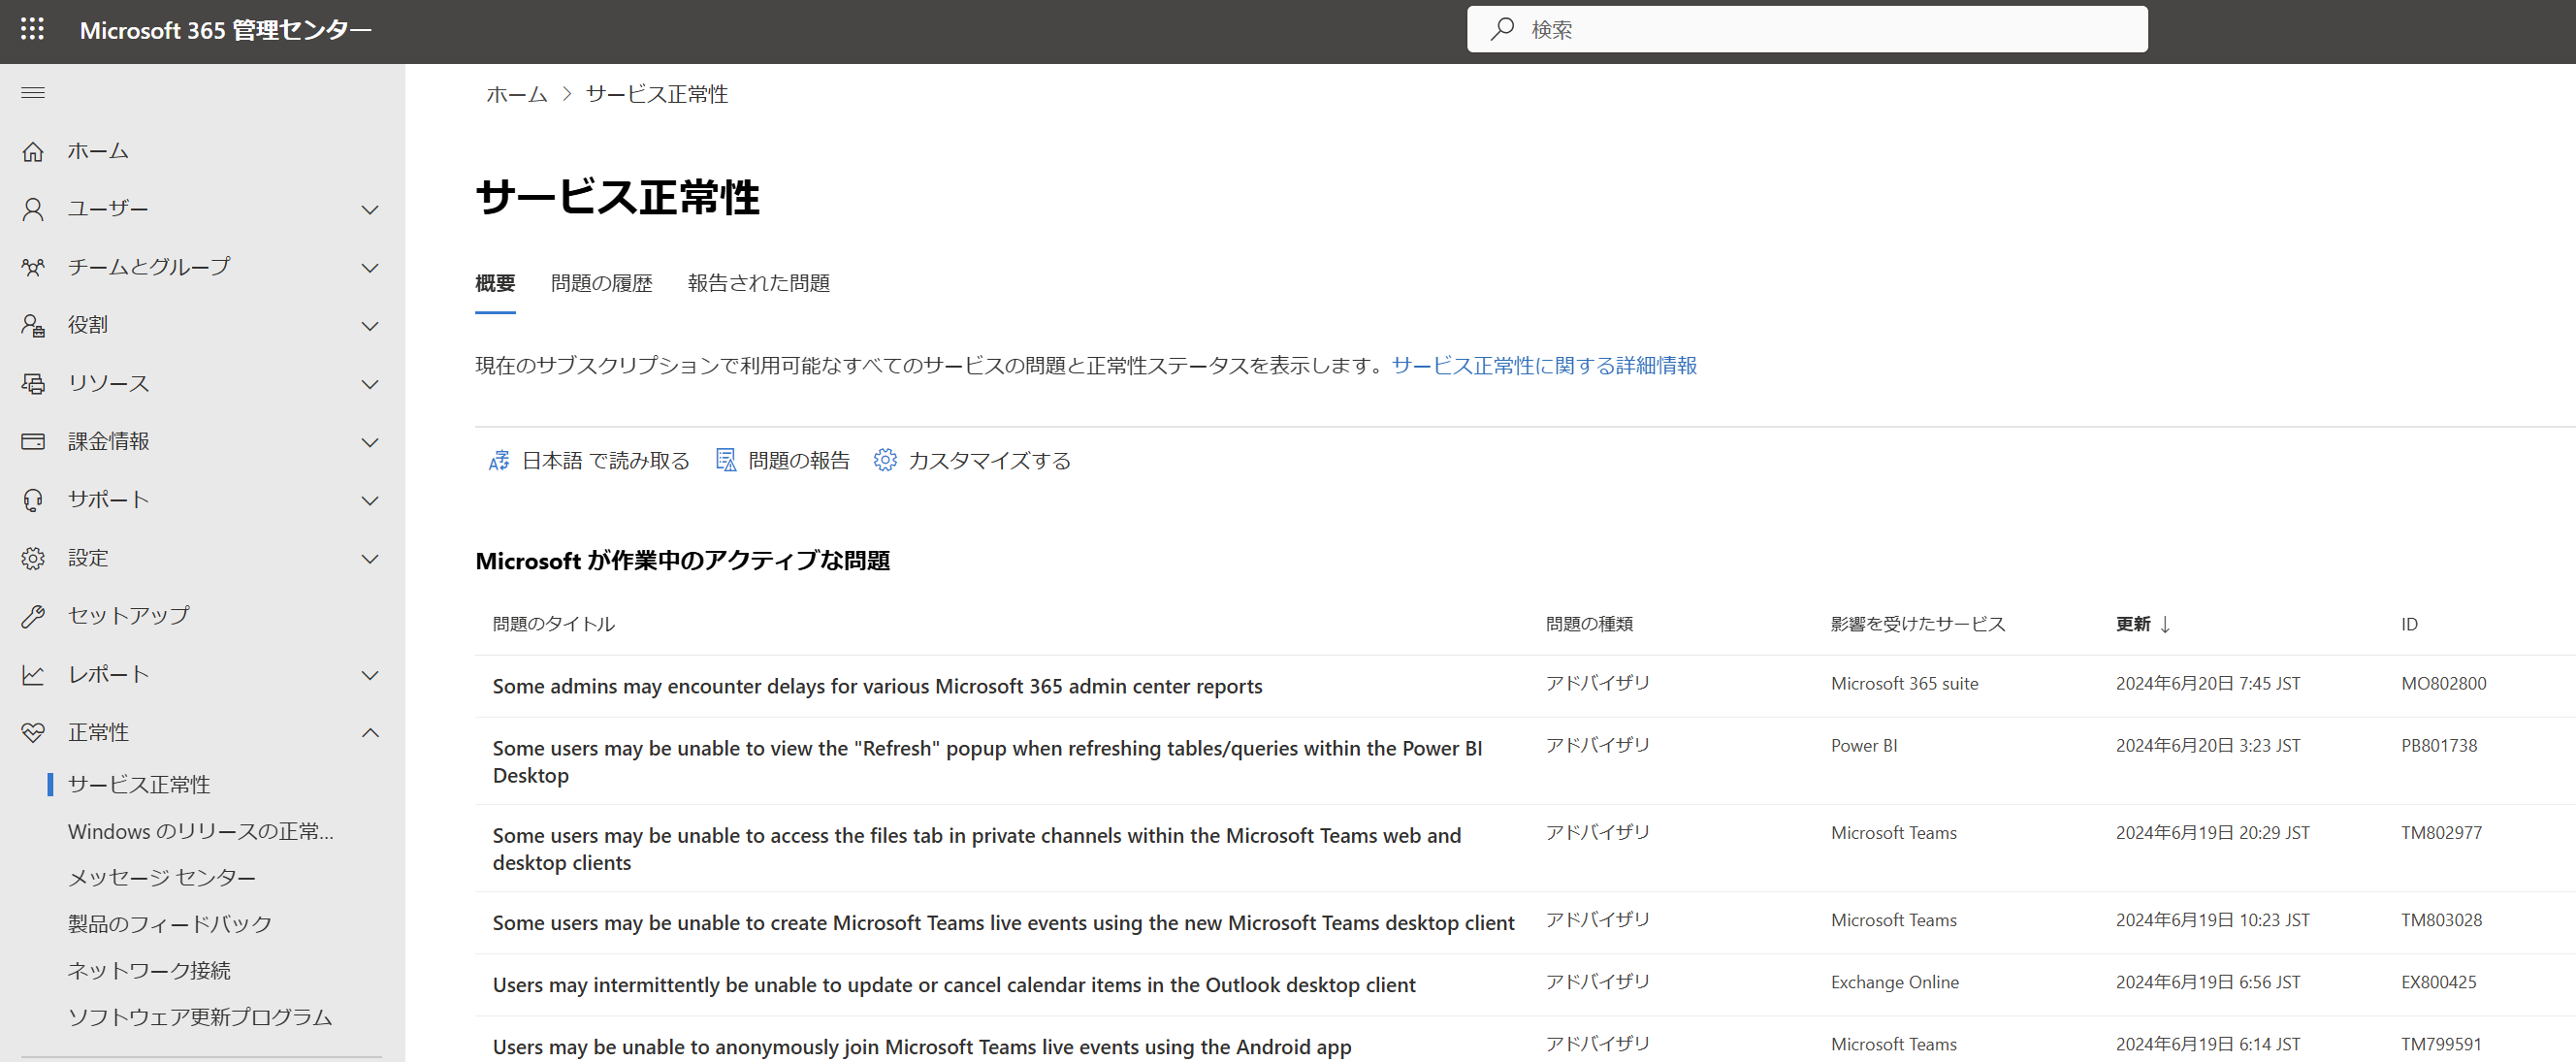 Microsoft 365 管理センター
検索
ホーム
ユーザー
チームとグループ
役割
リソース
課金情報
サポート
設定
セットアップ
レポート
正常性
サービス正常性
Windows のリリースの正常...
メッセージ センター
製品のフィードバック
ネットワーク接続
ソフトウェア更新プログラム
ホーム > サービス正常性
サービス正常性
概要 問題の履歴 報告された問題
現在のサブスクリプションで利用可能なすべてのサービスの問題と正常性ステータスを表示します。サービス正常性に関する詳細情報
日本語 で読み取る 問題の報告 カスタマイズする
Microsoft が作業中のアクティブな問題
問題のタイトル 問題の種類 影響を受けたサービス 更新 ↓ ID
Some admins may encounter delays for various Microsoft 365 admin center reports アドバイザリ Microsoft 365 suite 2024年6月20日 7:45 JST MO802800
Some users may be unable to view the "Refresh" popup when refreshing tables/queries within the Power BI アドバイザリ Power BI 2024年6月20日 3:23 JST PB801738
Desktop
Some users may be unable to access the files tab in private channels within the Microsoft Teams web and アドバイザリ Microsoft Teams 2024年6月19日 20:29 JST TM802977
desktop clients
Some users may be unable to create Microsoft Teams live events using the new Microsoft Teams desktop client アドバイザリ Microsoft Teams 2024年6月19日 10:23 JST TM803028
Users may intermittently be unable to update or cancel calendar items in the Outlook desktop client アドバイザリ Exchange Online 2024年6月19日 6:56 JST EX800425
Users may be unable to anonymously join Microsoft Teams live events using the Android app アドバイザリ Microsoft Teams 2024年6月19日 6:14 JST TM799591